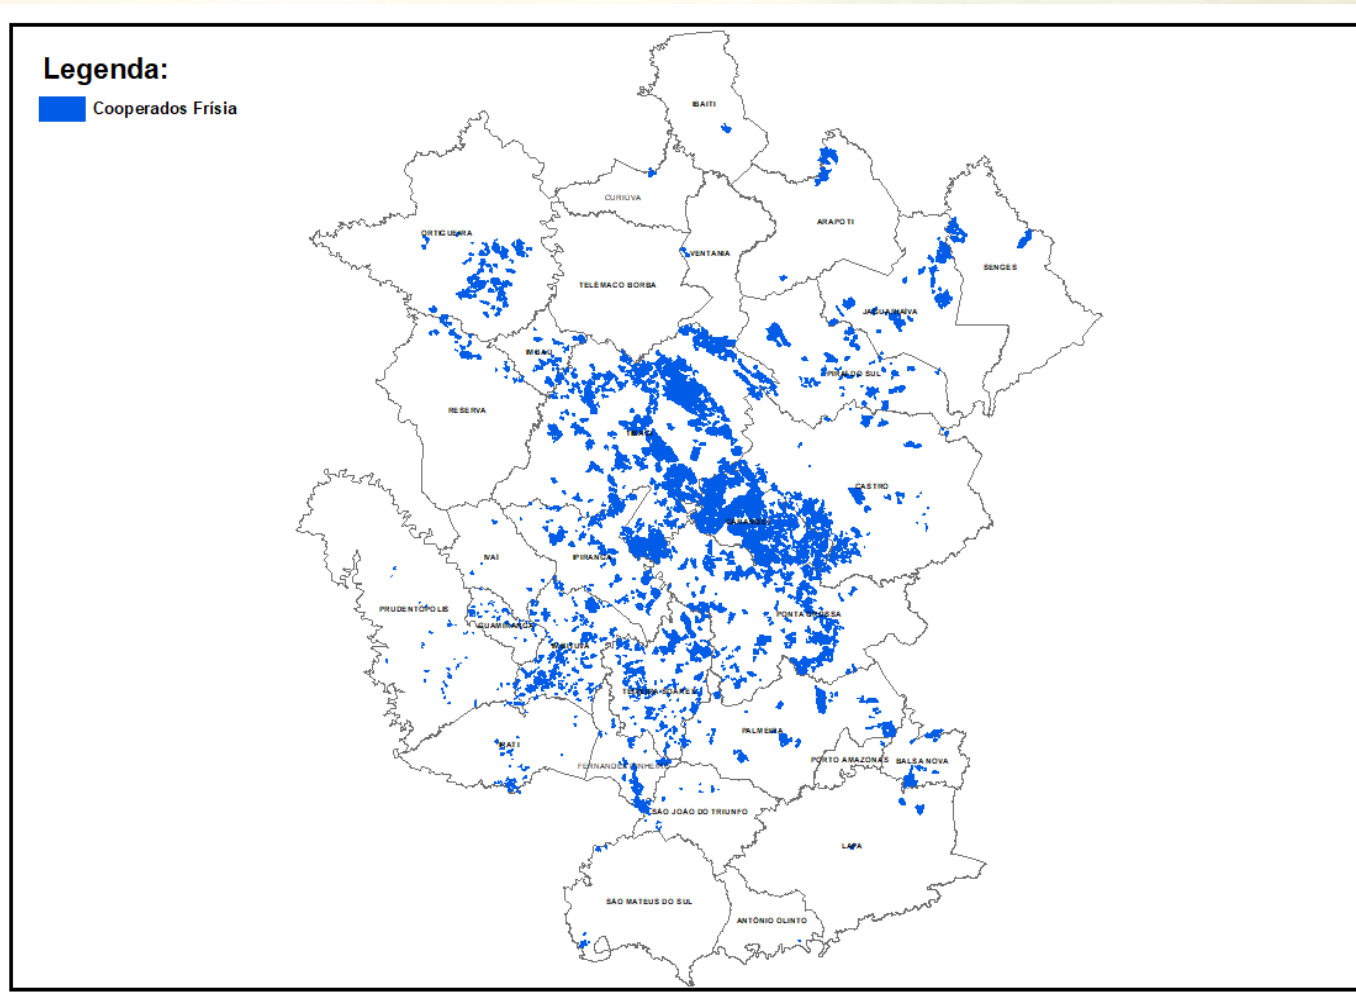 Legenda:
Cooperados Frísia
IBAITI
CURIÚVA
ARAPOTI
ORTIGUEIRA
VENTANIA
SENGÉS
TELÊMACO BORBA
JAGUARIAÍVA
IMBAÚ
PIRAÍ DO SUL
RESERVA
TIBAGI
CASTRO
CARAMBEÍ
IVAÍ
IPIRANGA
PRUDENTÓPOLIS
PONTA GROSSA
GUAMIRANGA
IMBITUVA
TEIXEIRA SOARES
PALMEIRA
IRATI
PORTO AMAZONAS
BALSA NOVA
FERNANDES PINHEIRO
SÃO JOÃO DO TRIUNFO
LAPA
SÃO MATEUS DO SUL
ANTÔNIO OLINTO